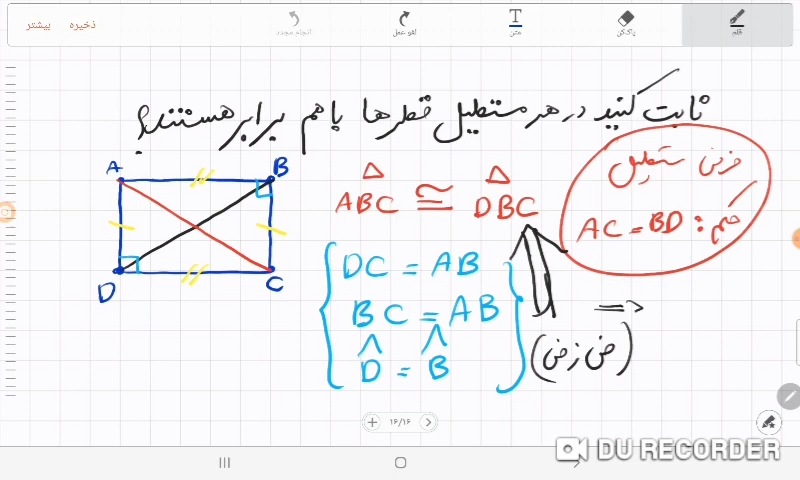 بیشتر ذخیره انجام مجدد لغو عمل متن پاک‌کن قلم
ثابت کنید در هر مستطیل قطرها باهم برابر هستند؟
فرض مستطیل
حکم: AC = BD
A B
D C
ABC ≅ DBC
DC = AB
BC = AB
D = B
(ض ز ض) =>
۱۶/۱۶
DU RECORDER